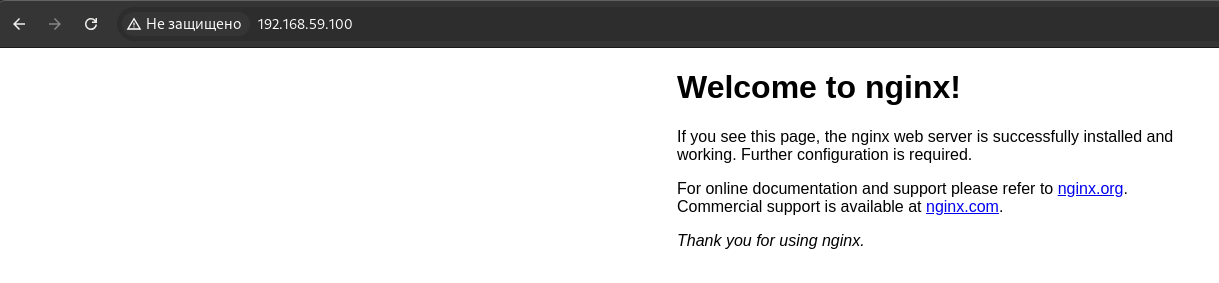 Не защищено 192.168.59.100
Welcome to nginx!
If you see this page, the nginx web server is successfully installed and
working. Further configuration is required.
For online documentation and support please refer to nginx.org.
Commercial support is available at nginx.com.
Thank you for using nginx.